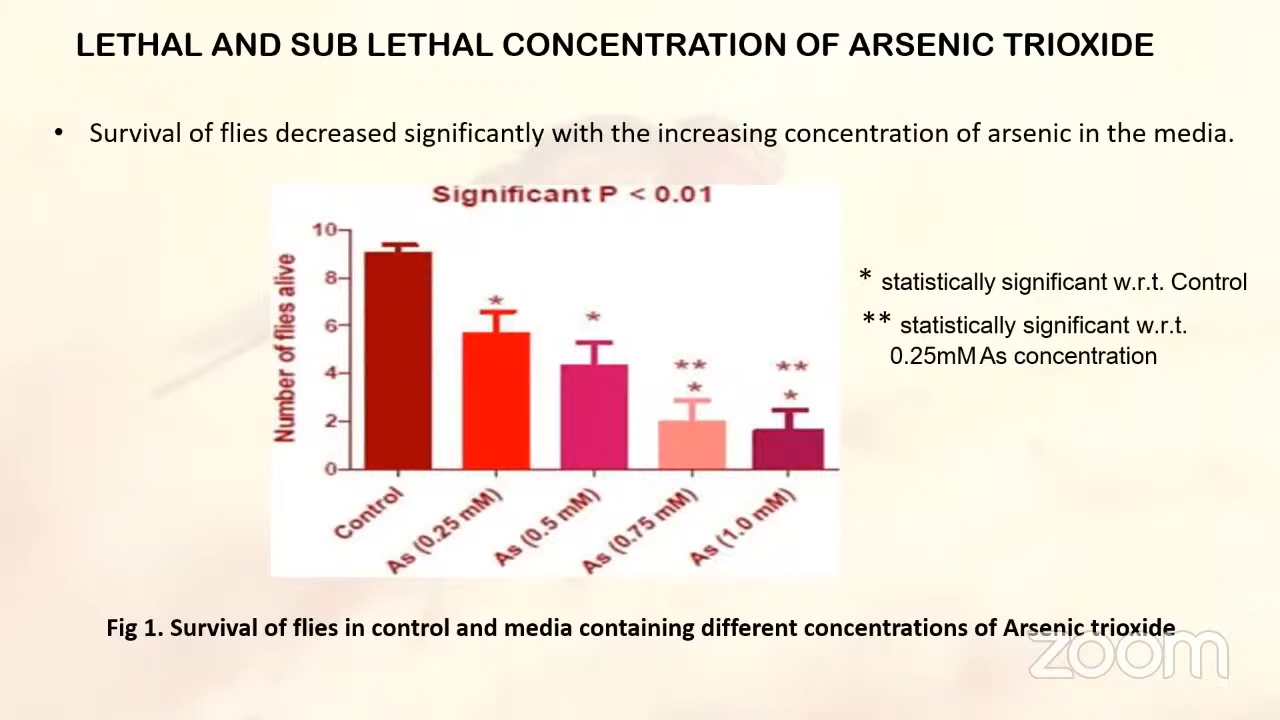 LETHAL AND SUB LETHAL CONCENTRATION OF ARSENIC TRIOXIDE
• Survival of flies decreased significantly with the increasing concentration of arsenic in the media.
Significant P < 0.01
Number of flies alive
10
8
6
4
2
0
*
*
**
*
**
*
Control
As (0.25 mM)
As (0.5 mM)
As (0.75 mM)
As (1.0 mM)
* statistically significant w.r.t. Control
** statistically significant w.r.t.
0.25mM As concentration
Fig 1. Survival of flies in control and media containing different concentrations of Arsenic trioxide
zoom